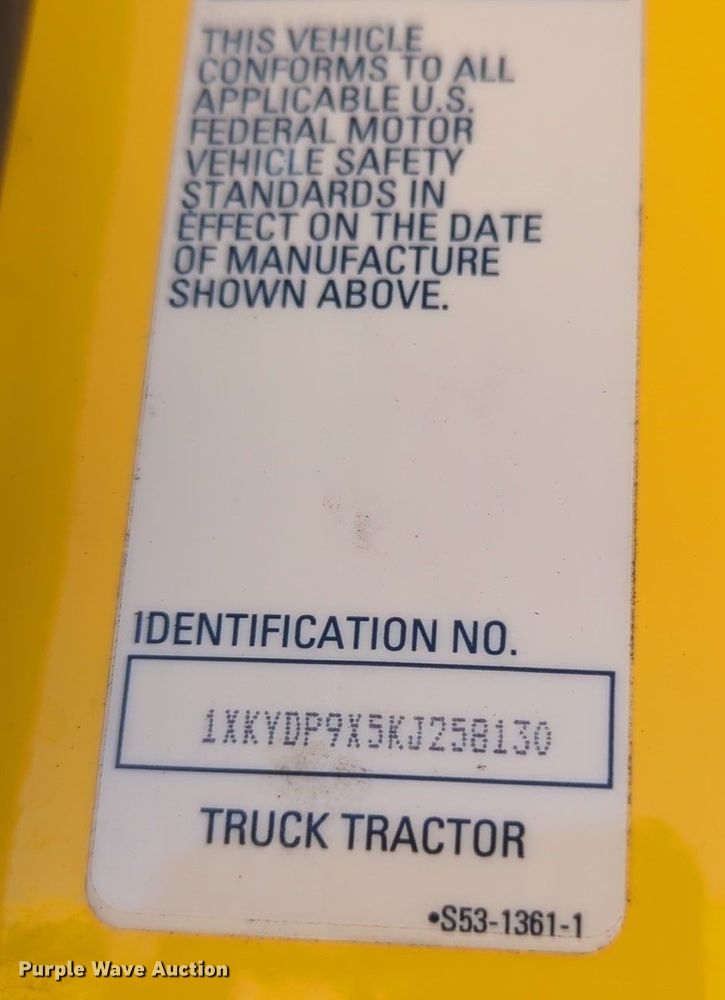 THIS VEHICLE
CONFORMS TO ALL
APPLICABLE U.S.
FEDERAL MOTOR
VEHICLE SAFETY
STANDARDS IN
EFFECT ON THE DATE
OF MANUFACTURE
SHOWN ABOVE.
IDENTIFICATION NO.
1XKYDP9X5KJ258130
TRUCK TRACTOR
•S53-1361-1
Purple Wave Auction